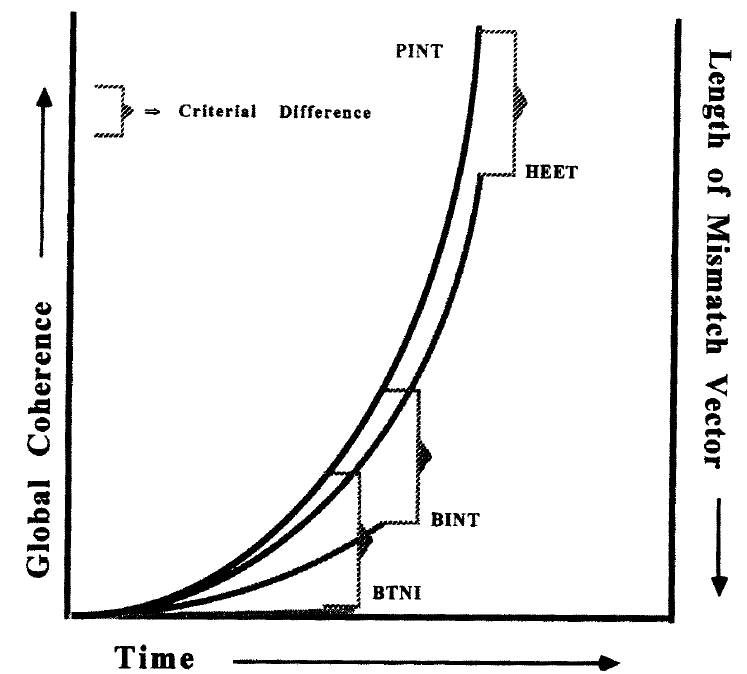 PINT
⇒ Criterial Difference
HEET
BINT
BTNI
Global Coherence
Length of Mismatch Vector
Time